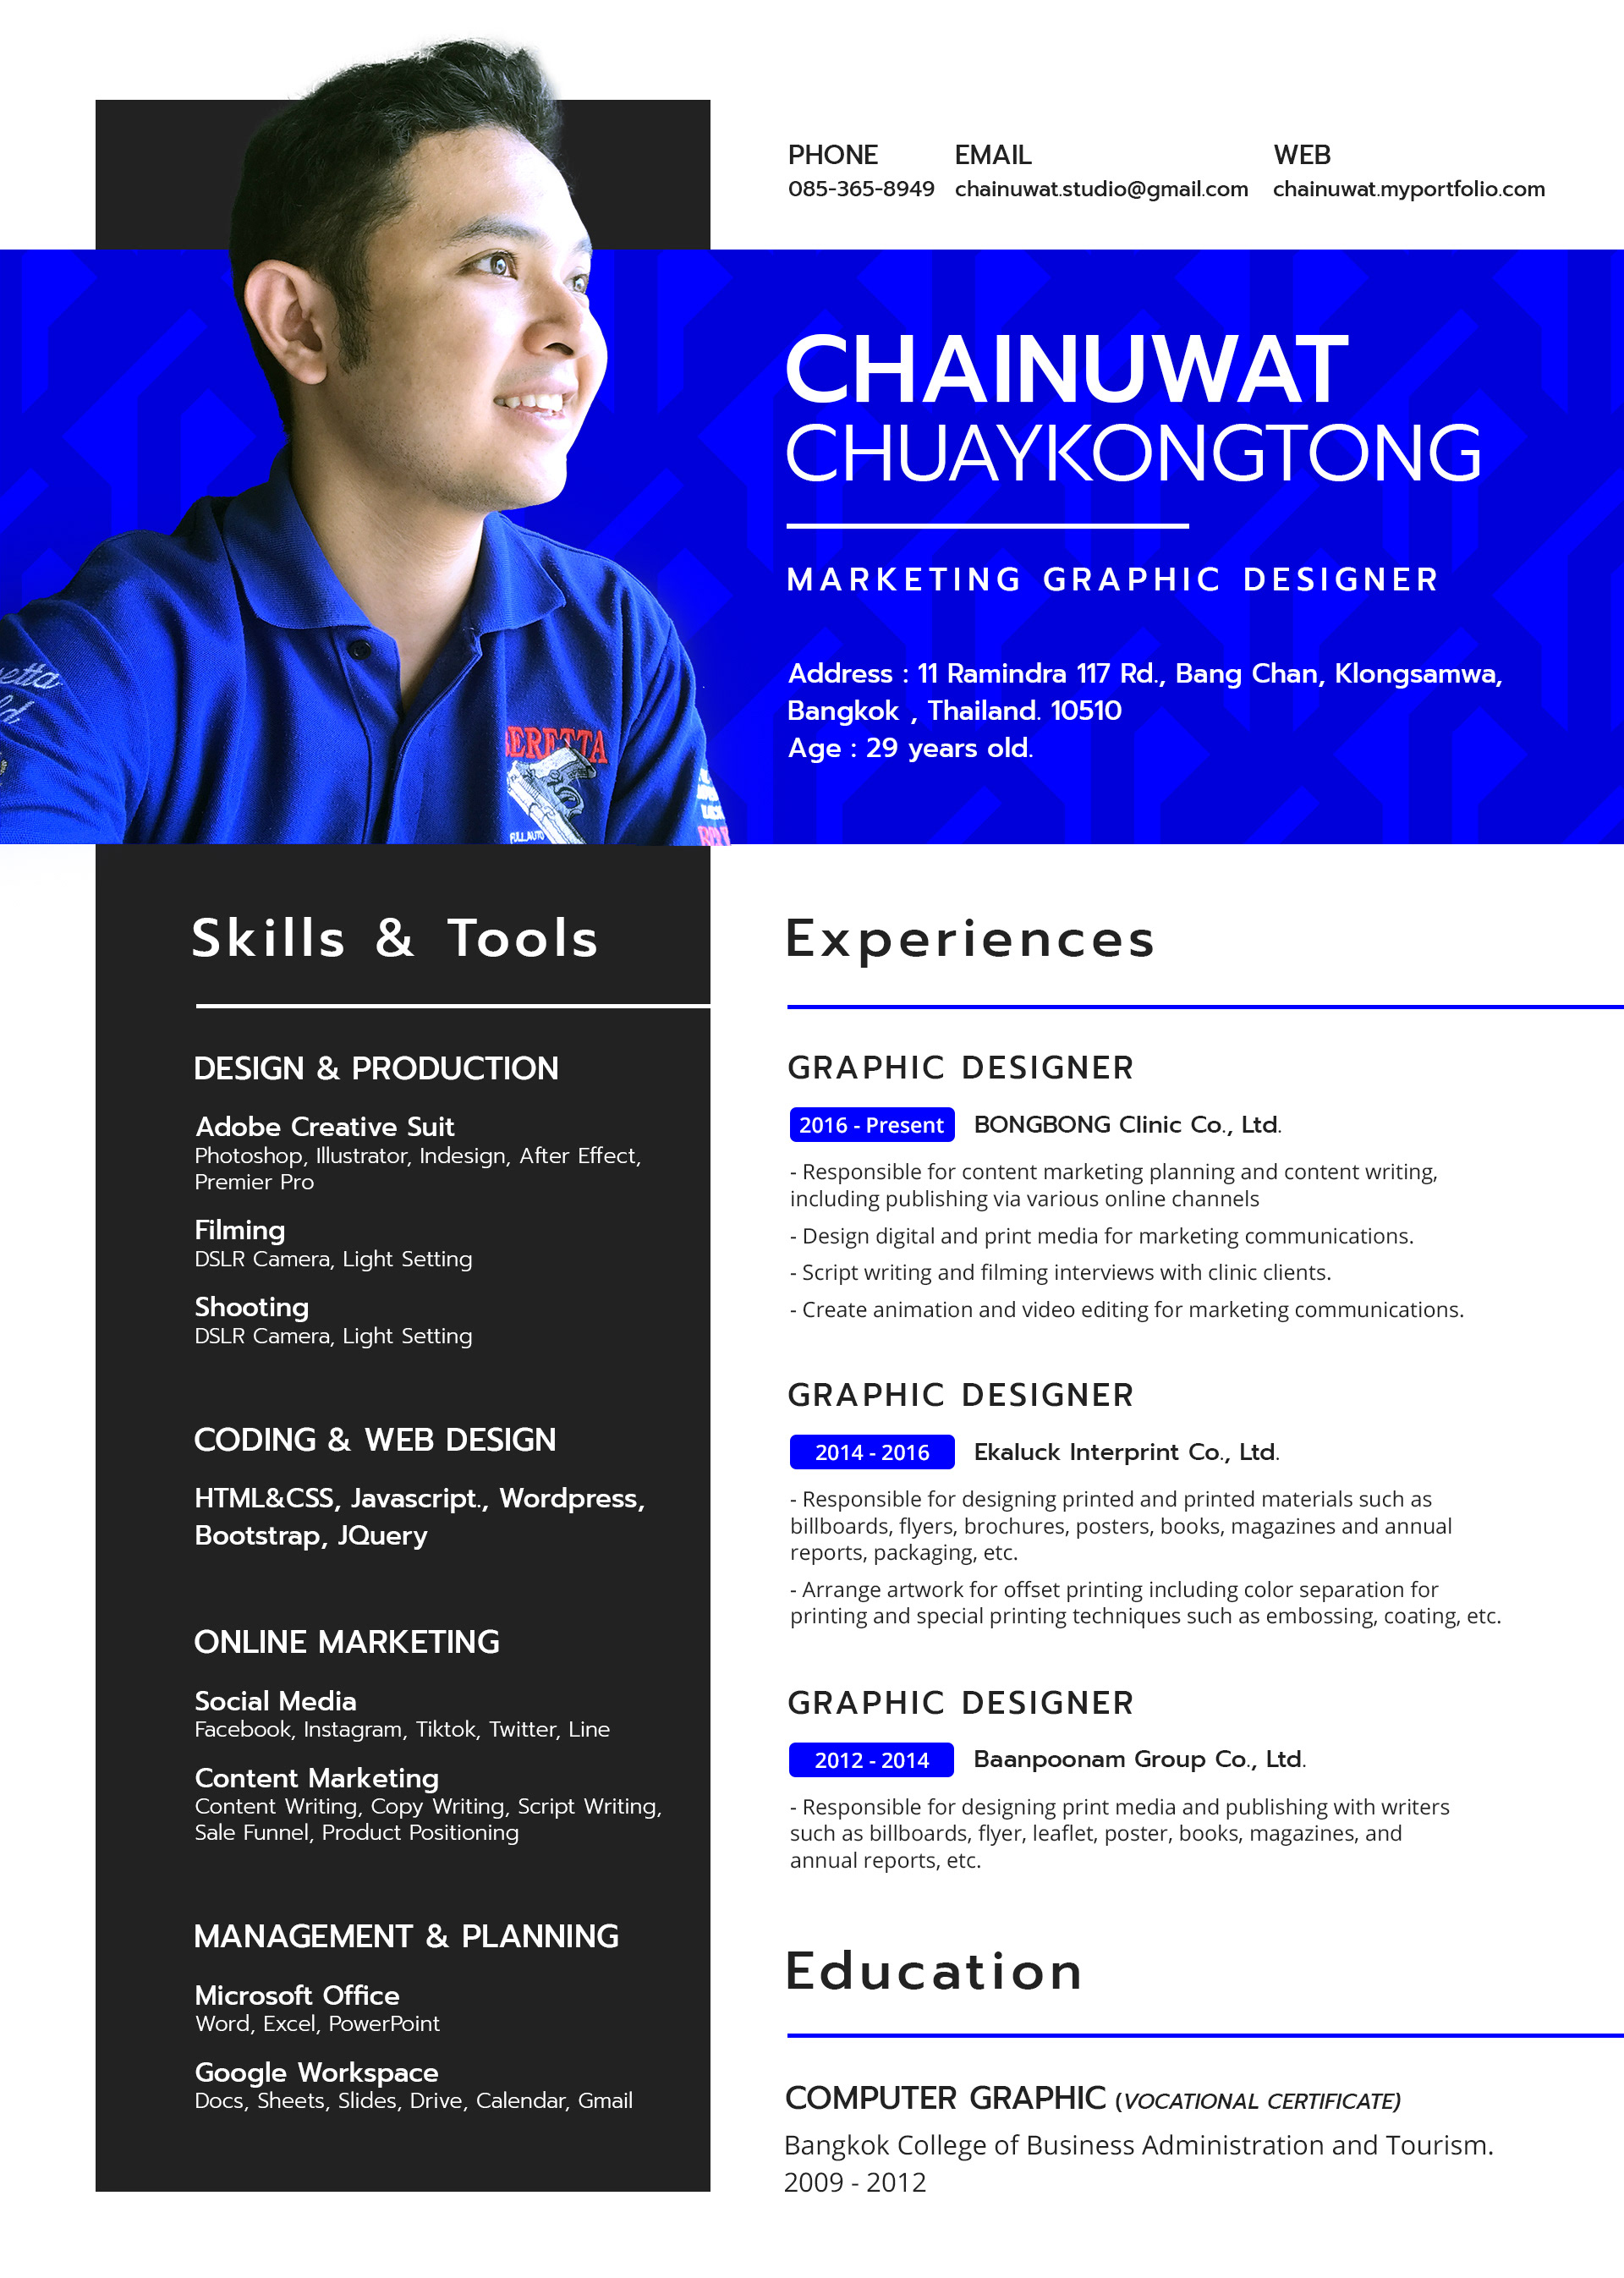 PHONE
085-365-8949
EMAIL
chainuwat.studio@gmail.com
WEB
chainuwat.myportfolio.com
CHAINUWAT
CHUAYKONGTONG
MARKETING GRAPHIC DESIGNER
Address : 11 Ramindra 117 Rd., Bang Chan, Klongsamwa,
Bangkok , Thailand. 10510
Age : 29 years old.
BERETTA
FULL AUTO
Skills & Tools
DESIGN & PRODUCTION
Adobe Creative Suit
Photoshop, Illustrator, Indesign, After Effect,
Premier Pro
Filming
DSLR Camera, Light Setting
Shooting
DSLR Camera, Light Setting
CODING & WEB DESIGN
HTML&CSS, Javascript., Wordpress,
Bootstrap, JQuery
ONLINE MARKETING
Social Media
Facebook, Instagram, Tiktok, Twitter, Line
Content Marketing
Content Writing, Copy Writing, Script Writing,
Sale Funnel, Product Positioning
MANAGEMENT & PLANNING
Microsoft Office
Word, Excel, PowerPoint
Google Workspace
Docs, Sheets, Slides, Drive, Calendar, Gmail
Experiences
GRAPHIC DESIGNER
2016 - Present BONGBONG Clinic Co., Ltd.
- Responsible for content marketing planning and content writing,
including publishing via various online channels
- Design digital and print media for marketing communications.
- Script writing and filming interviews with clinic clients.
- Create animation and video editing for marketing communications.
GRAPHIC DESIGNER
2014 - 2016 Ekaluck Interprint Co., Ltd.
- Responsible for designing printed and printed materials such as
billboards, flyers, brochures, posters, books, magazines and annual
reports, packaging, etc.
- Arrange artwork for offset printing including color separation for
printing and special printing techniques such as embossing, coating, etc.
GRAPHIC DESIGNER
2012 - 2014 Baanpoonam Group Co., Ltd.
- Responsible for designing print media and publishing with writers
such as billboards, flyer, leaflet, poster, books, magazines, and
annual reports, etc.
Education
COMPUTER GRAPHIC (VOCATIONAL CERTIFICATE)
Bangkok College of Business Administration and Tourism.
2009 - 2012